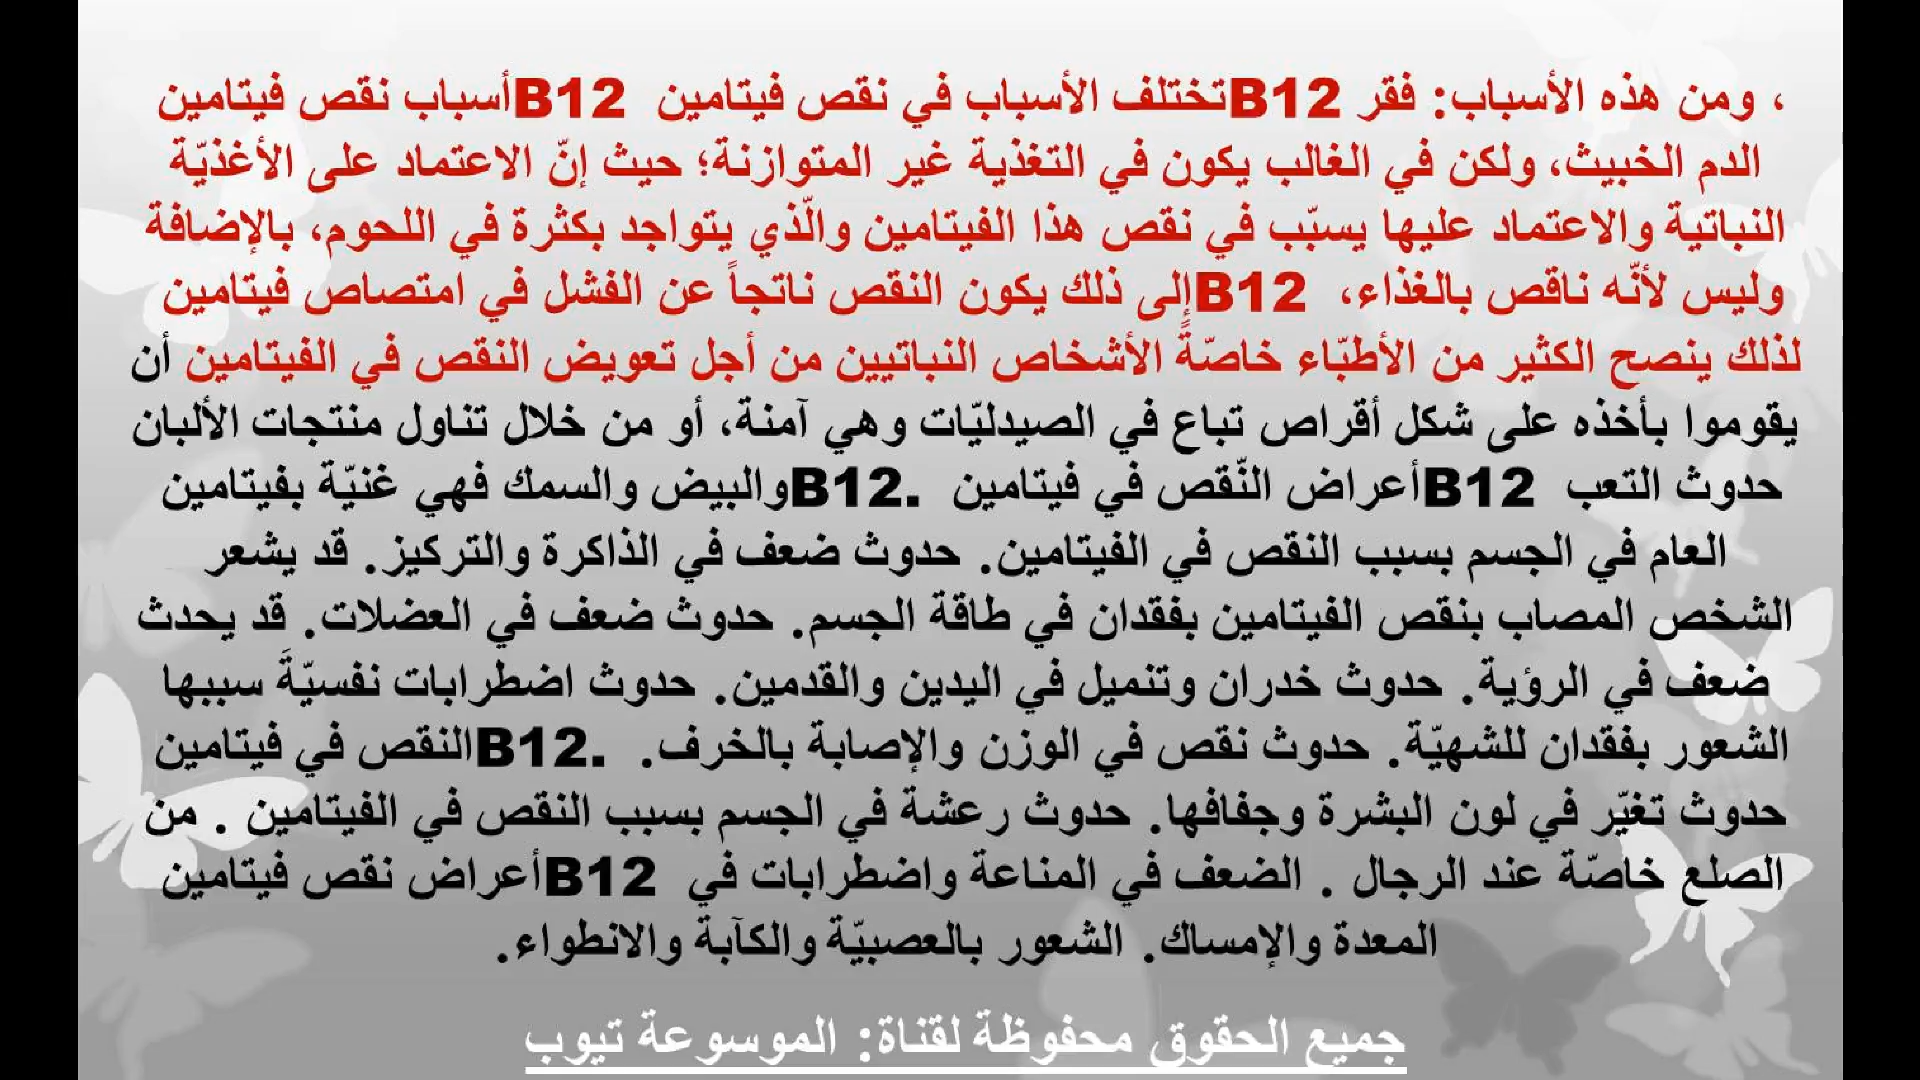 ، ومن هذه الأسباب: فقر B12تختلف الأسباب في نقص فيتامين B12أسباب نقص فيتامين
الدم الخبيث، ولكن في الغالب يكون في التغذية غير المتوازنة؛ حيث إنّ الاعتماد على الأغذيّة
النباتية والاعتماد عليها يسبّب في نقص هذا الفيتامين والّذي يتواجد بكثرة في اللحوم، بالإضافة
وليس لأنّه ناقص بالغذاء، B12إلى ذلك يكون النقص ناتجاً عن الفشل في امتصاص فيتامين
لذلك ينصح الكثير من الأطبّاء خاصّةً الأشخاص النباتيين من أجل تعويض النقص في الفيتامين أن
يقوموا بأخذه على شكل أقراص تباع في الصيدليّات وهي آمنة، أو من خلال تناول منتجات الألبان
حدوث التعب B12أعراض النّقص في فيتامين .B12والبيض والسمك فهي غنيّة بفيتامين
العام في الجسم بسبب النقص في الفيتامين. حدوث ضعف في الذاكرة والتركيز. قد يشعر
الشخص المصاب بنقص الفيتامين بفقدان في طاقة الجسم. حدوث ضعف في العضلات. قد يحدث
ضعف في الرؤية. حدوث خدران وتنميل في اليدين والقدمين. حدوث اضطرابات نفسيّةَ سببها
الشعور بفقدان للشهيّة. حدوث نقص في الوزن والإصابة بالخرف. .B12النقص في فيتامين
حدوث تغيّر في لون البشرة وجفافها. حدوث رعشة في الجسم بسبب النقص في الفيتامين . من
الصلع خاصّة عند الرجال . الضعف في المناعة واضطرابات في B12أعراض نقص فيتامين
المعدة والإمساك. الشعور بالعصبيّة والكآبة والانطواء.
جميع الحقوق محفوظة لقناة: الموسوعة تيوب